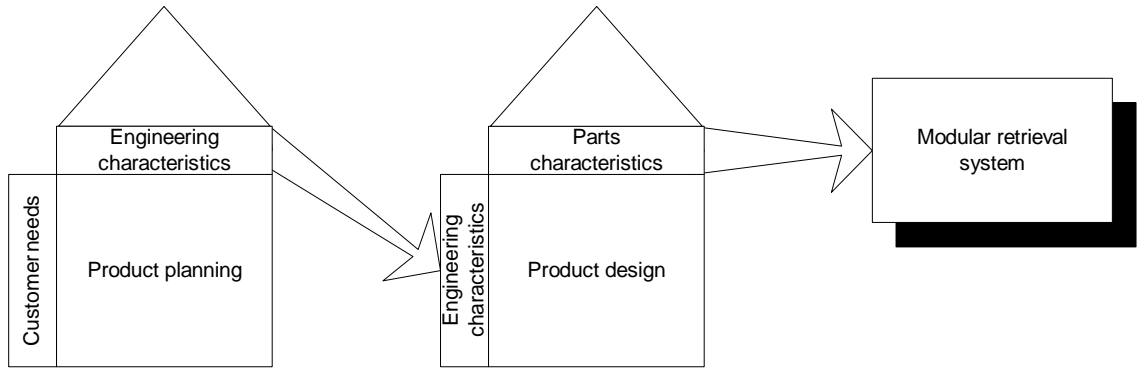 Engineering
characteristics
Customer needs
Product planning
Parts
characteristics
Engineering
characteristics
Product design
Modular retrieval
system